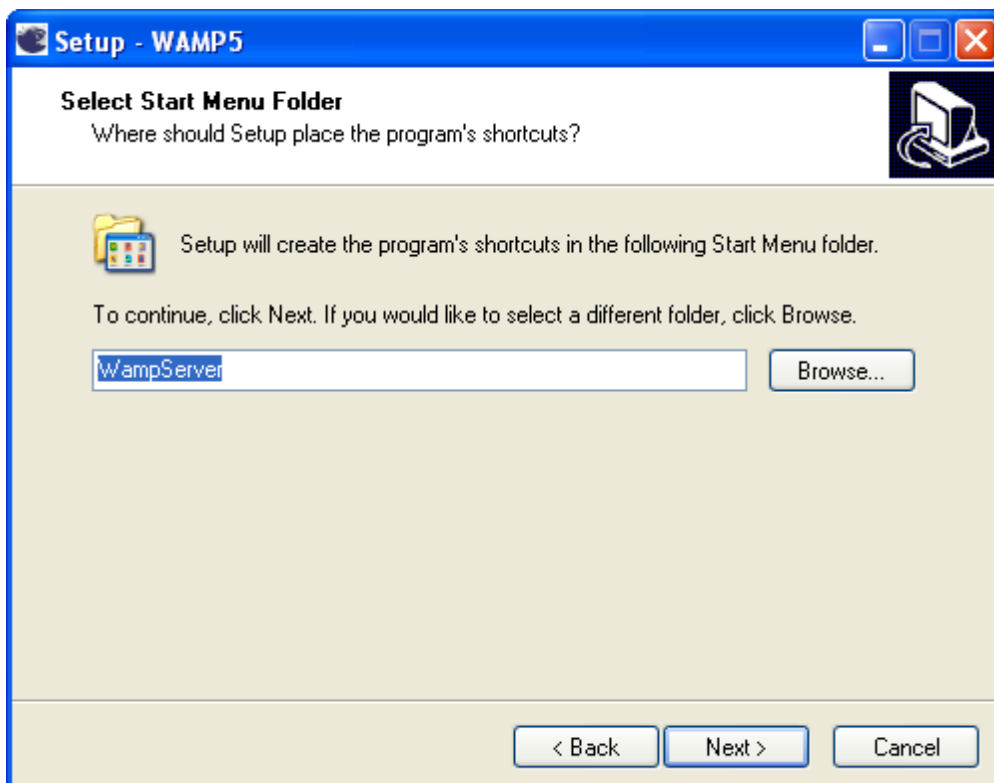 Setup - WAMP5
Select Start Menu Folder
Where should Setup place the program's shortcuts?
Setup will create the program's shortcuts in the following Start Menu folder.
To continue, click Next. If you would like to select a different folder, click Browse.
WampServer
Browse...
< Back
Next >
Cancel